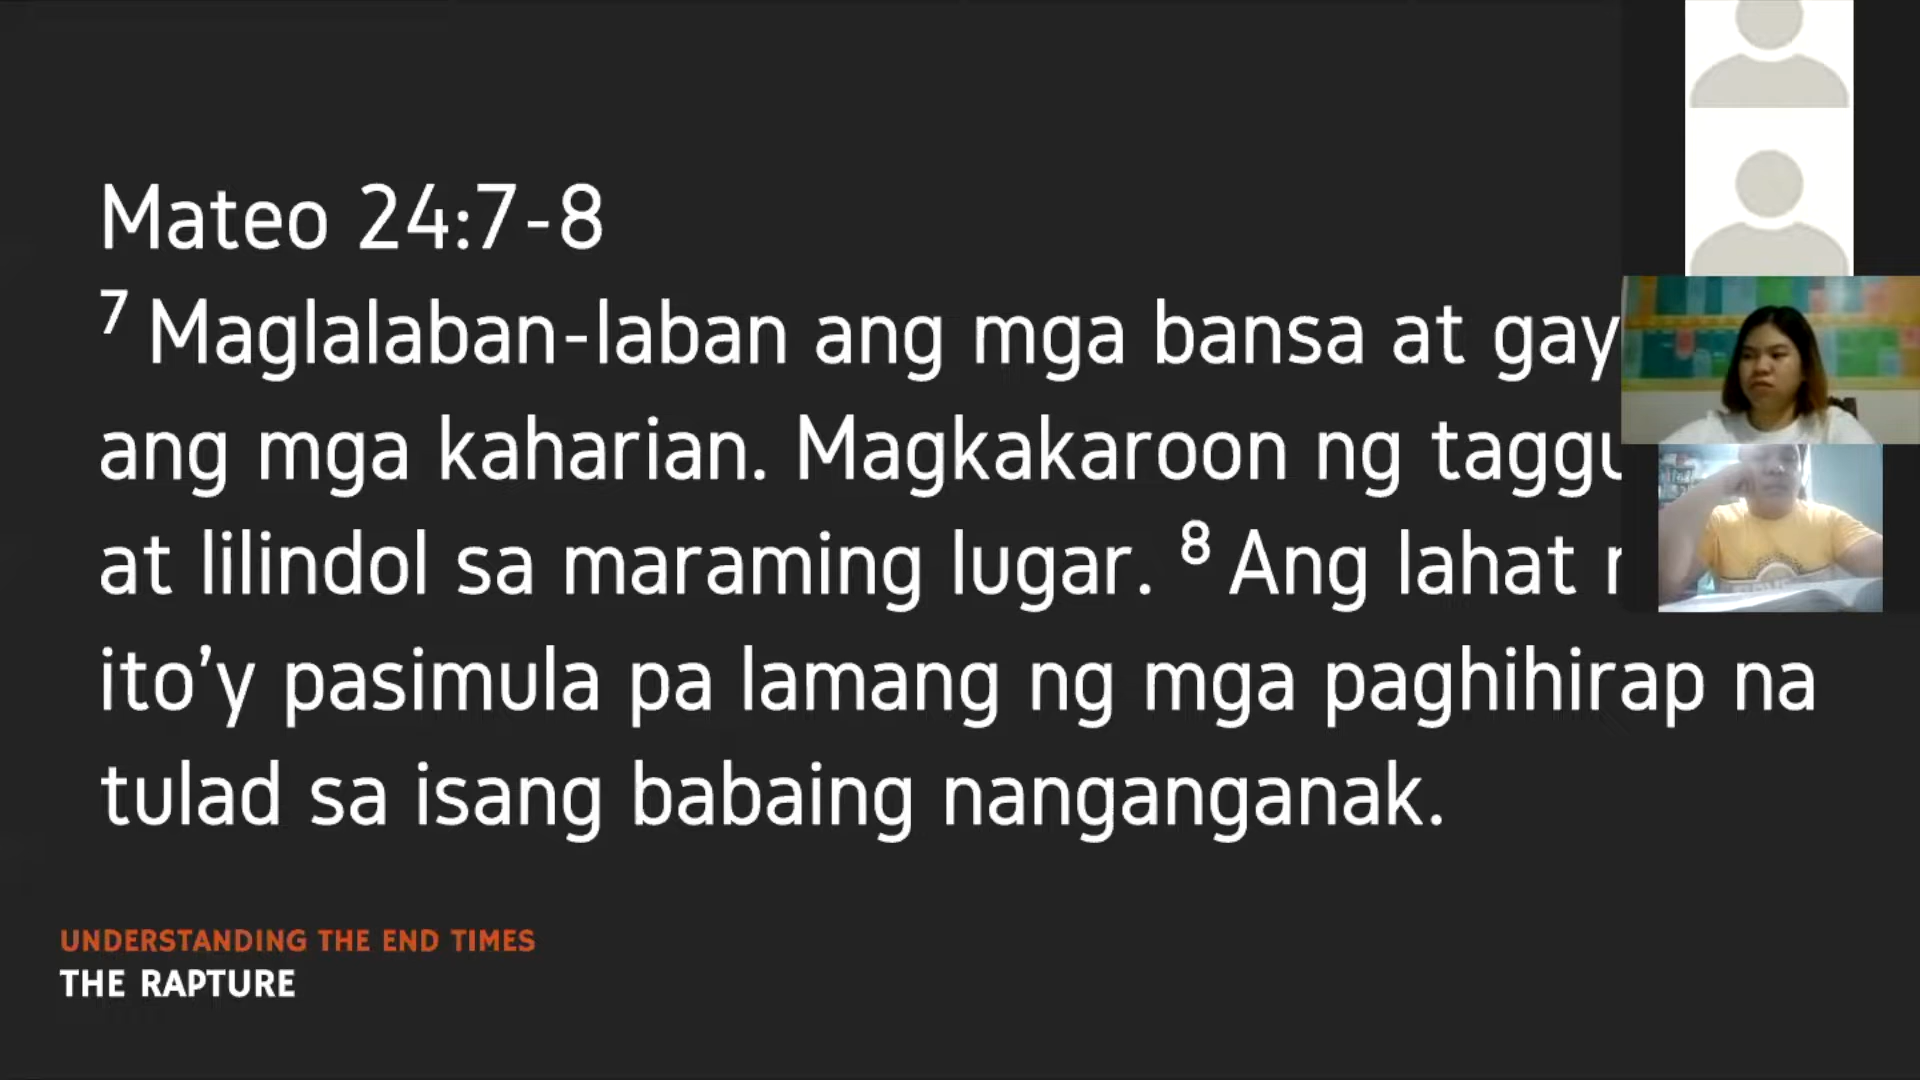 Mateo 24:7-8
7 Maglalaban-laban ang mga bansa at
ang mga kaharian. Magkakaroon ng
at lilindol sa maraming lugar. 8 Ang lahat
ito’y pasimula pa lamang ng mga paghihirap na
tulad sa isang babaing nanganganak.
UNDERSTANDING THE END TIMES
THE RAPTURE